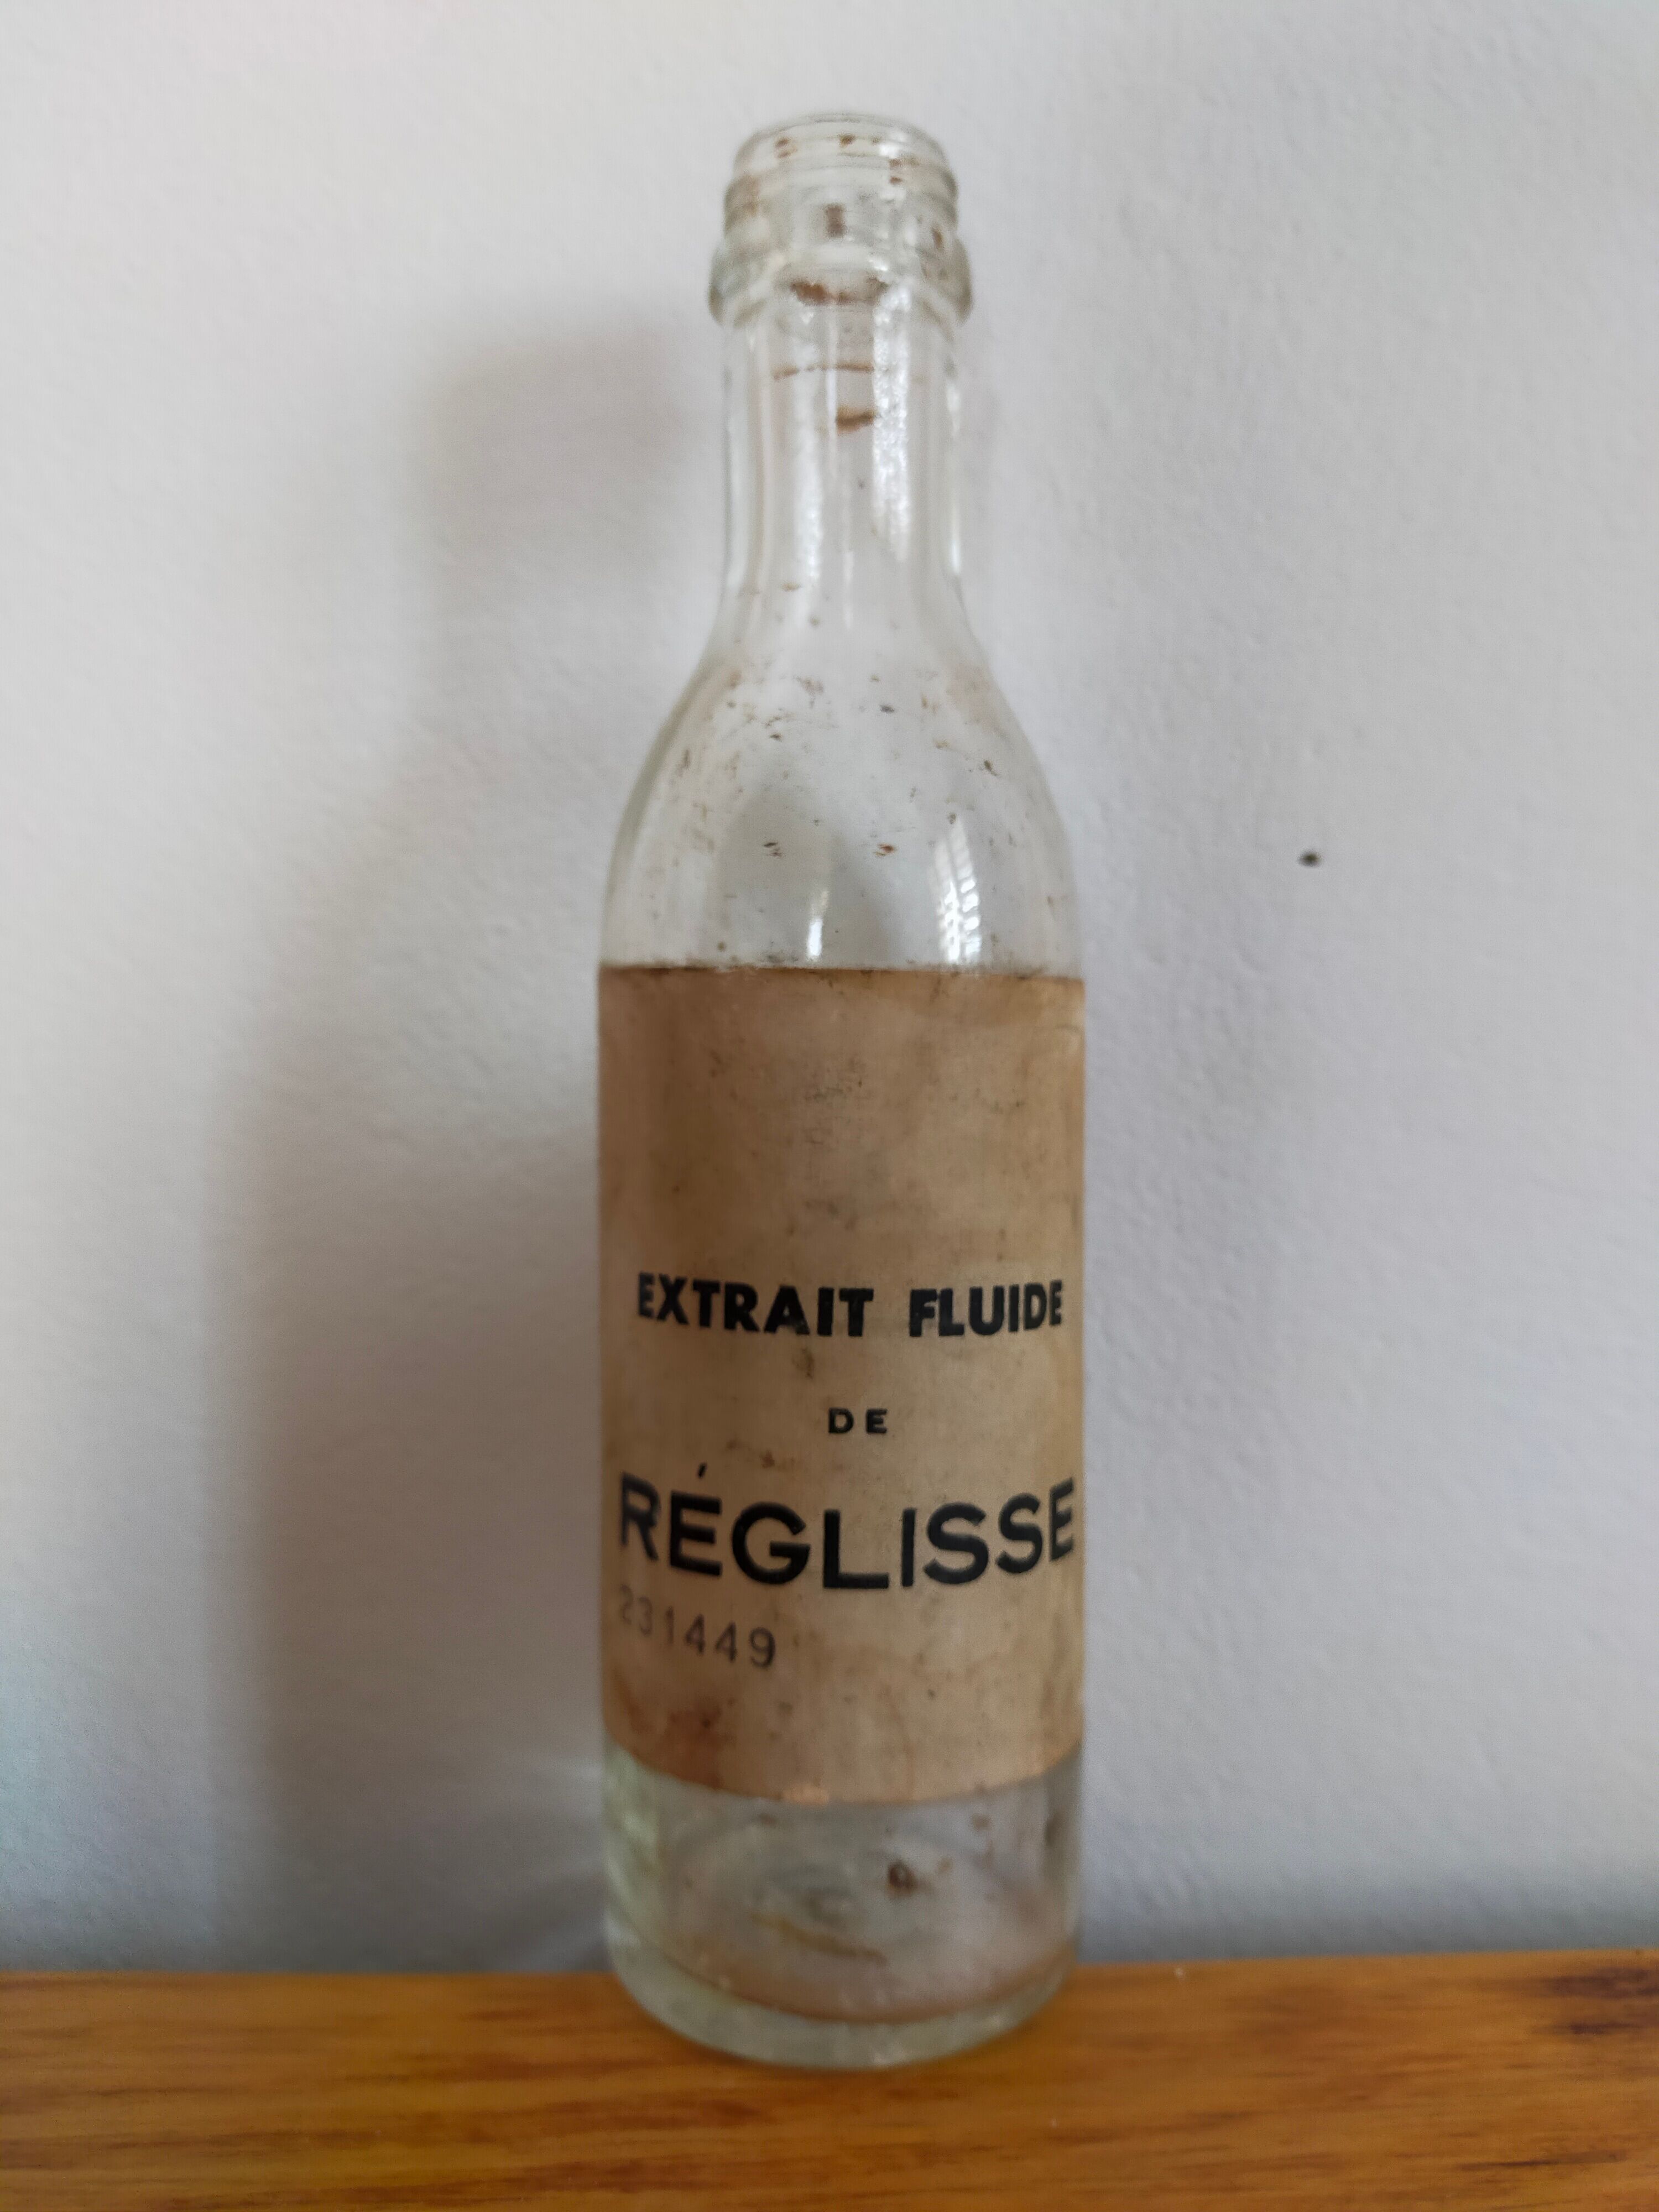 EXTRAIT FLUIDE
DE
RÉGLISSE
231449